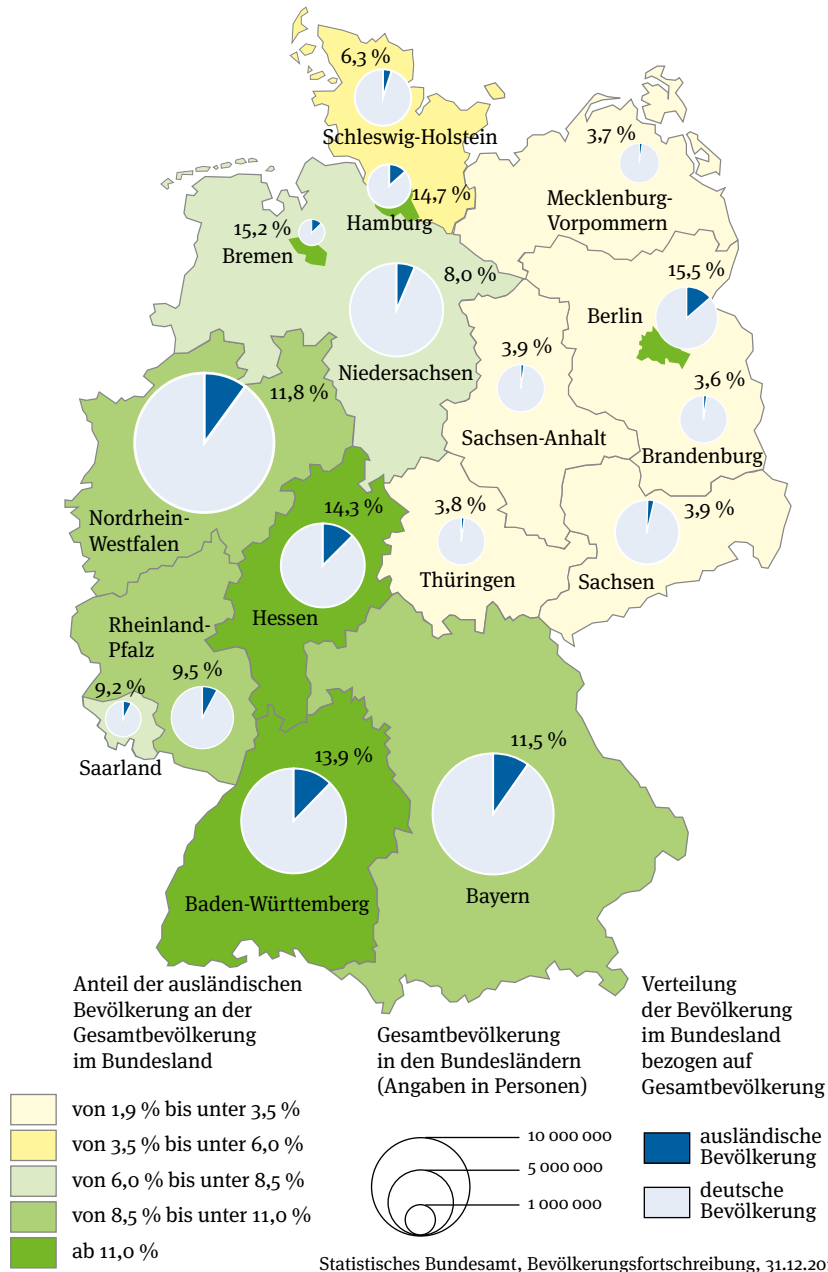 6,3 %
Schleswig-Holstein
3,7 %
Mecklenburg-
Vorpommern
14,7 %
Hamburg
15,2 %
Bremen
8,0 %
Niedersachsen
15,5 %
Berlin
3,9 %
Sachsen-Anhalt
3,6 %
Brandenburg
11,8 %
Nordrhein-
Westfalen
14,3 %
Hessen
3,8 %
Thüringen
3,9 %
Sachsen
Rheinland-
Pfalz
9,5 %
9,2 %
Saarland
13,9 %
Baden-Württemberg
11,5 %
Bayern
Anteil der ausländischen
Bevölkerung an der
Gesamtbevölkerung
im Bundesland
von 1,9 % bis unter 3,5 %
von 3,5 % bis unter 6,0 %
von 6,0 % bis unter 8,5 %
von 8,5 % bis unter 11,0 %
ab 11,0 %
Gesamtbevölkerung
in den Bundesländern
(Angaben in Personen)
10 000 000
5 000 000
1 000 000
Verteilung
der Bevölkerung
im Bundesland
bezogen auf
Gesamtbevölkerung
ausländische
Bevölkerung
deutsche
Bevölkerung
Statistisches Bundesamt, Bevölkerungsfortschreibung, 31.12.20